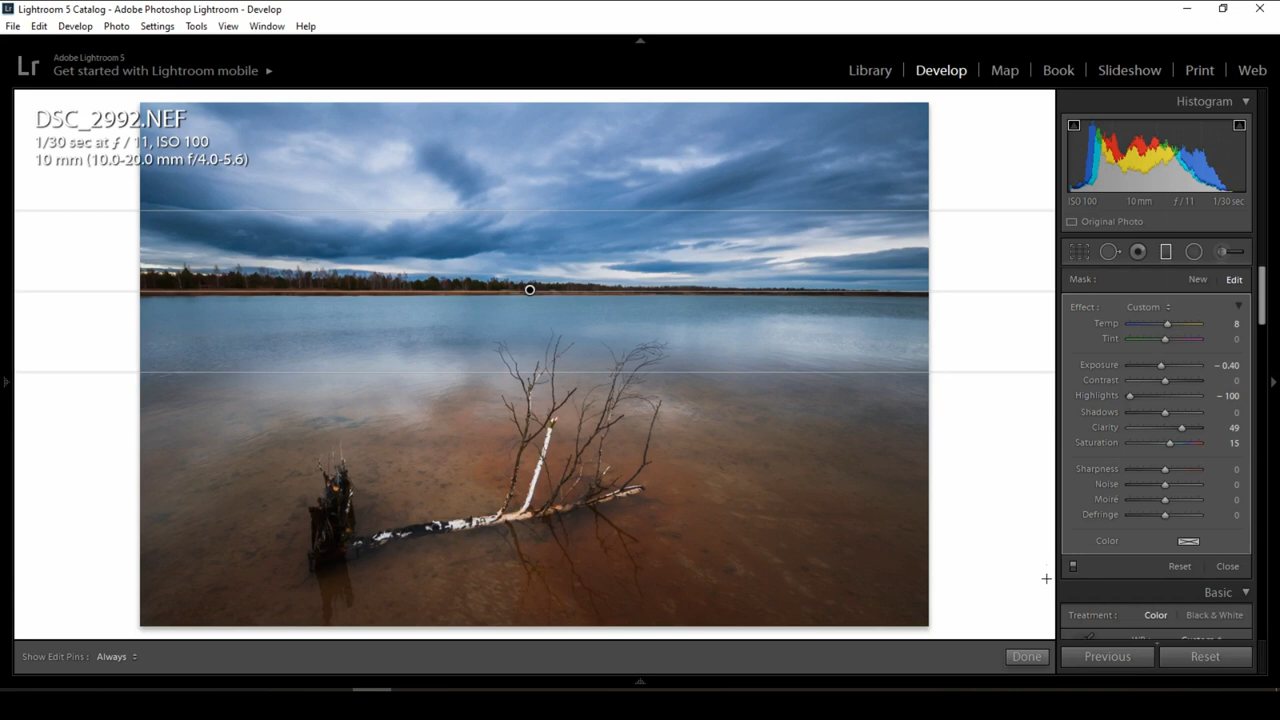 Lightroom 5 Catalog - Adobe Photoshop Lightroom - Develop
File Edit Develop Photo Settings Tools View Window Help
Lr Adobe Lightroom 5
Get started with Lightroom mobile ▸
Library | Develop | Map | Book | Slideshow | Print | Web
DSC_2992.NEF
1/30 sec at ƒ / 11, ISO 100
10 mm (10.0-20.0 mm f/4.0-5.6)
Histogram
ISO 100 10 mm ƒ / 11 1/30 sec
Original Photo
Mask : New Edit
Effect : Custom
Temp 8
Tint 0
Exposure – 0.40
Contrast 0
Highlights – 100
Shadows 0
Clarity 49
Saturation 15
Sharpness 0
Noise 0
Moiré 0
Defringe 0
Color
Reset Close
Basic
Treatment : Color Black & White
Show Edit Pins : Always
Done
Previous Reset